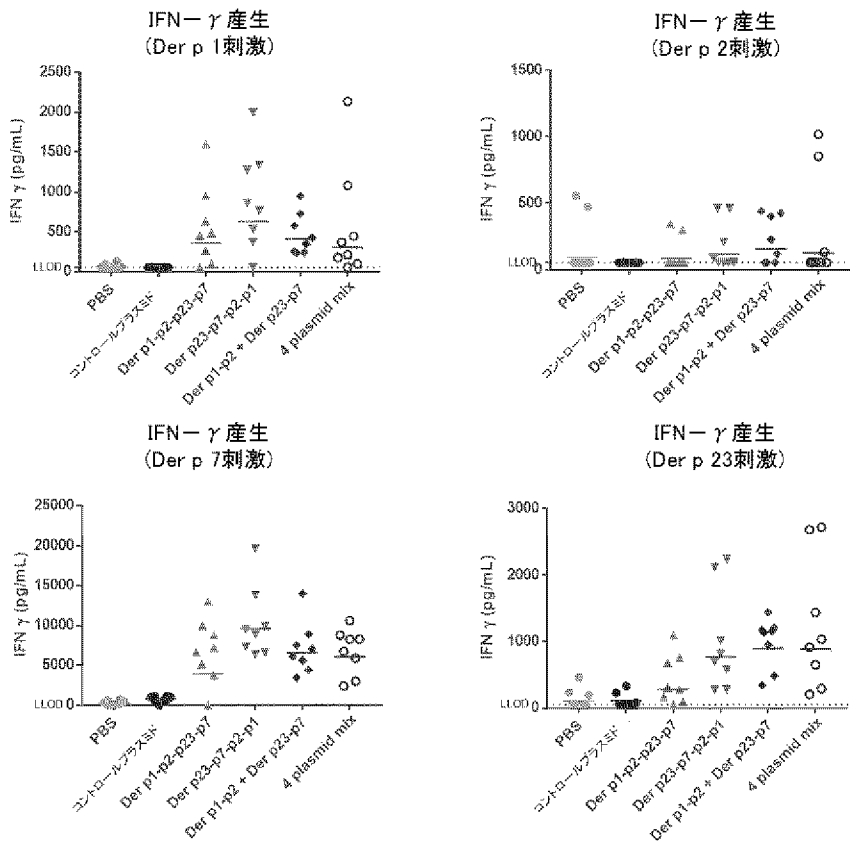 IFN－γ産生
(Der p 1刺激)
IFN γ (pg/mL)
2500
2000
1500
1000
500
LLOD
0
PBS
コントロールプラスミド
Der p1-p2-p23-p7
Der p23-p7-p2-p1
Der p1-p2 + Der p23-p7
4 plasmid mix
IFN－γ産生
(Der p 2刺激)
IFN γ (pg/mL)
1500
1000
500
LLOD
0
PBS
コントロールプラスミド
Der p1-p2-p23-p7
Der p23-p7-p2-p1
Der p1-p2 + Der p23-p7
4 plasmid mix
IFN－γ産生
(Der p 7刺激)
IFN γ (pg/mL)
25000
20000
15000
10000
5000
LLOD
PBS
コントロールプラスミド
Der p1-p2-p23-p7
Der p23-p7-p2-p1
Der p1-p2 + Der p23-p7
4 plasmid mix
IFN－γ産生
(Der p 23刺激)
IFN γ (pg/mL)
3000
2000
1000
LLOD
0
PBS
コントロールプラスミド
Der p1-p2-p23-p7
Der p23-p7-p2-p1
Der p1-p2 + Der p23-p7
4 plasmid mix